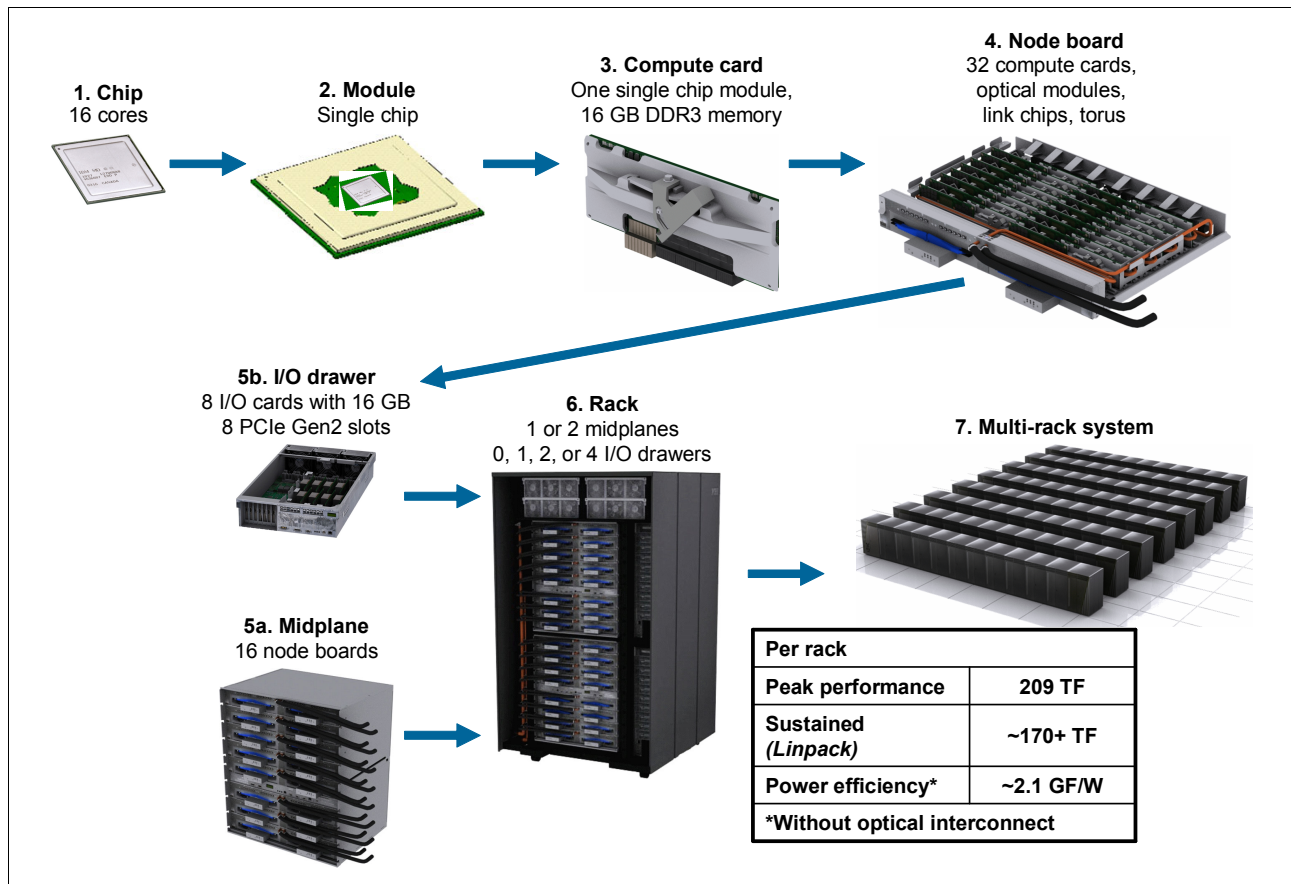 1. Chip
16 cores
2. Module
Single chip
3. Compute card
One single chip module,
16 GB DDR3 memory
4. Node board
32 compute cards,
optical modules,
link chips, torus
5b. I/O drawer
8 I/O cards with 16 GB
8 PCIe Gen2 slots
6. Rack
1 or 2 midplanes
0, 1, 2, or 4 I/O drawers
7. Multi-rack system
5a. Midplane
16 node boards
Per rack
Peak performance 209 TF
Sustained
(Linpack) ~170+ TF
Power efficiency* ~2.1 GF/W
*Without optical interconnect